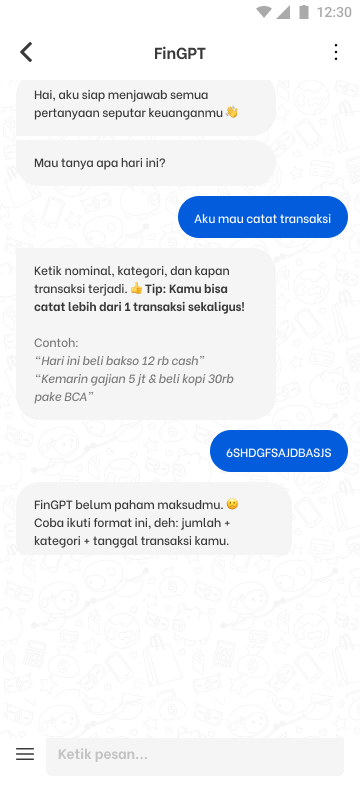 12:30
FinGPT
Hai, aku siap menjawab semua
pertanyaan seputar keuanganmu 👋
Mau tanya apa hari ini?
Aku mau catat transaksi
Ketik nominal, kategori, dan kapan
transaksi terjadi. 👍 Tip: Kamu bisa
catat lebih dari 1 transaksi sekaligus!
Contoh:
“Hari ini beli bakso 12 rb cash”
“Kemarin gajian 5 jt & beli kopi 30rb
pake BCA”
6SHDGFSAJDBASJS
FinGPT belum paham maksudmu. 🙁
Coba ikuti format ini, deh: jumlah +
kategori + tanggal transaksi kamu.
Ketik pesan...